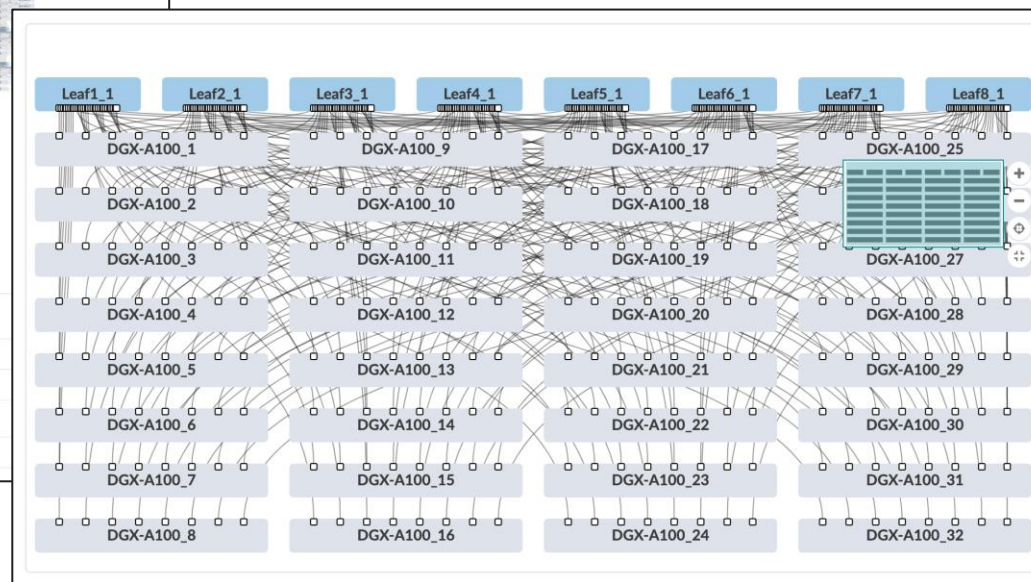 Leaf1_1 Leaf2_1 Leaf3_1 Leaf4_1 Leaf5_1 Leaf6_1 Leaf7_1 Leaf8_1
DGX-A100_1 DGX-A100_9 DGX-A100_17 DGX-A100_25
DGX-A100_2 DGX-A100_10 DGX-A100_18
DGX-A100_3 DGX-A100_11 DGX-A100_19 DGX-A100_27
DGX-A100_4 DGX-A100_12 DGX-A100_20 DGX-A100_28
DGX-A100_5 DGX-A100_13 DGX-A100_21 DGX-A100_29
DGX-A100_6 DGX-A100_14 DGX-A100_22 DGX-A100_30
DGX-A100_7 DGX-A100_15 DGX-A100_23 DGX-A100_31
DGX-A100_8 DGX-A100_16 DGX-A100_24 DGX-A100_32